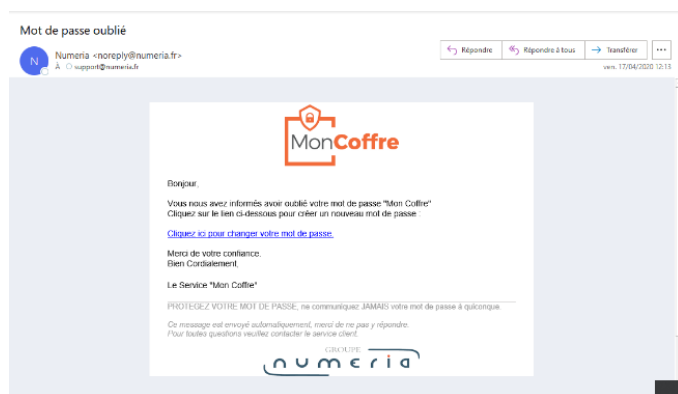 Mot de passe oublié
N
Numeria <noreply@numeria.fr>
À support@numeria.fr
Répondre
Répondre à tous
Transférer
ven. 17/04/2020 12:13
MonCoffre
Bonjour,
Vous nous avez informés avoir oublié votre mot de passe "Mon Coffre"
Cliquez sur le lien ci-dessous pour créer un nouveau mot de passe :
Cliquez ici pour changer votre mot de passe.
Merci de votre confiance.
Bien Cordialement,
Le Service "Mon Coffre"
PROTEGEZ VOTRE MOT DE PASSE, ne communiquez JAMAIS votre mot de passe à quiconque.
Ce message est envoyé automatiquement, merci de ne pas y répondre.
Pour toutes questions veuillez contacter le service client.
GROUPE
numeria